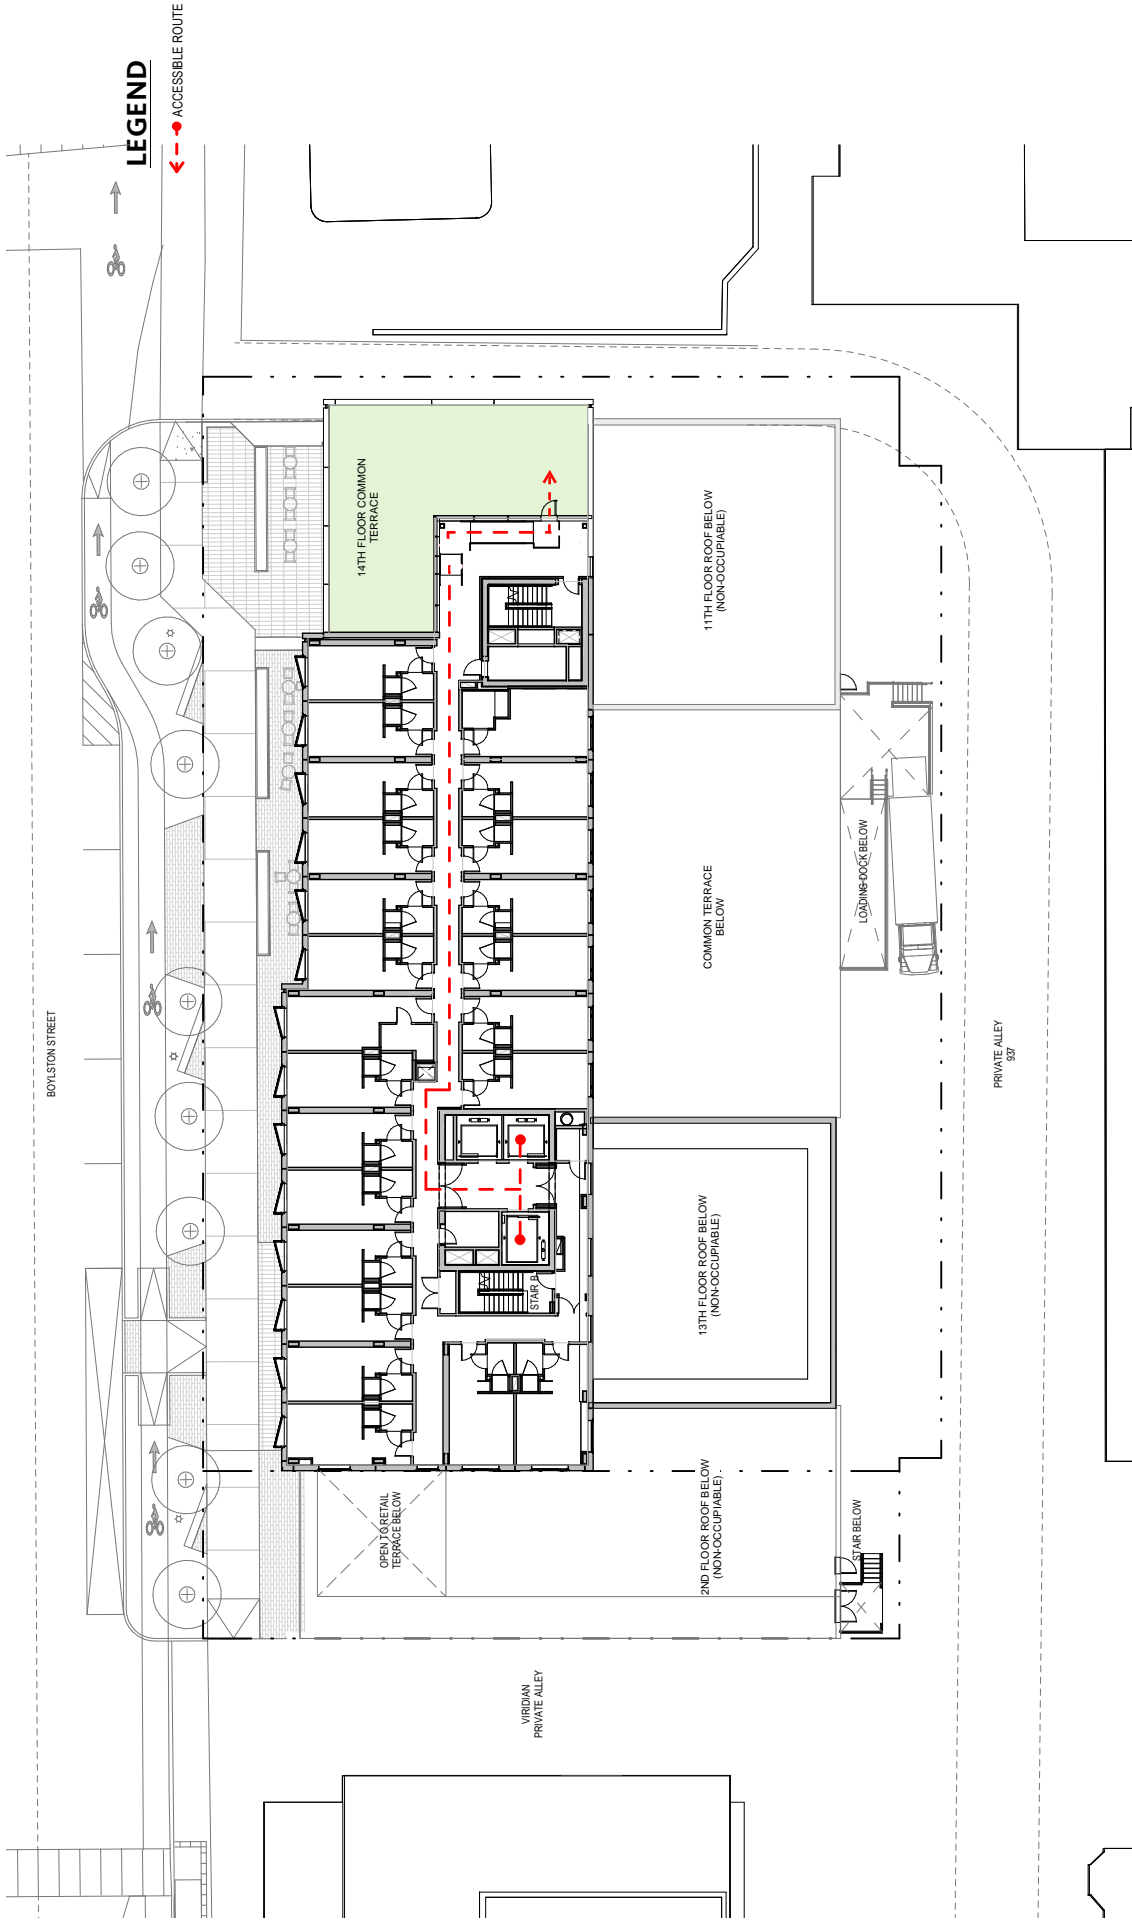 LEGEND
ACCESSIBLE ROUTE
BOYLSTON STREET
14TH FLOOR COMMON
TERRACE
11TH FLOOR ROOF BELOW
(NON-OCCUPIABLE)
COMMON TERRACE
BELOW
LOADING DOCK BELOW
PRIVATE ALLEY
937
13TH FLOOR ROOF BELOW
(NON-OCCUPIABLE)
STAIR B
OPEN TO RETAIL
TERRACE BELOW
2ND FLOOR ROOF BELOW
(NON-OCCUPIABLE)
STAIR BELOW
VIRIDIAN
PRIVATE ALLEY